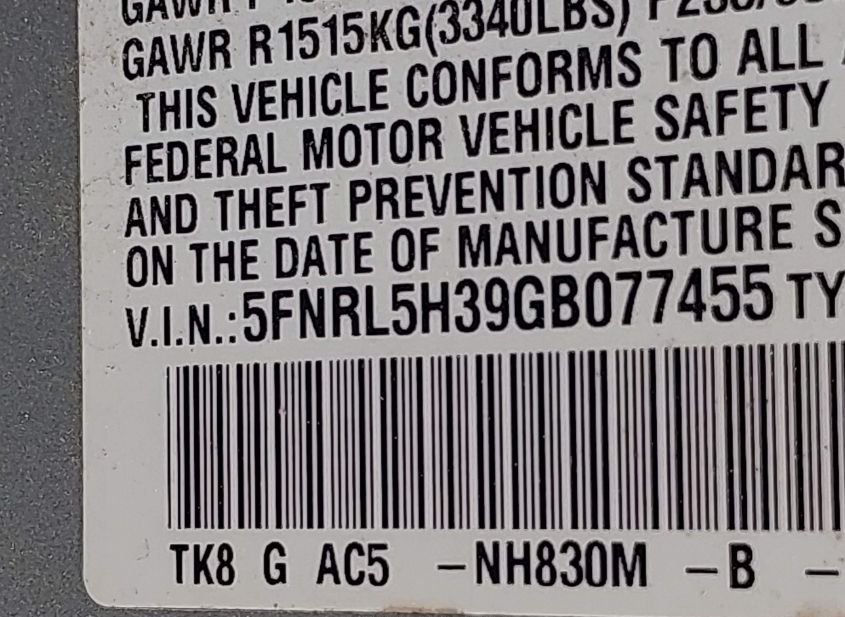 GAWR R1515KG(3340LBS)
THIS VEHICLE CONFORMS TO ALL
FEDERAL MOTOR VEHICLE SAFETY
AND THEFT PREVENTION STANDAR
ON THE DATE OF MANUFACTURE S
V.I.N.:5FNRL5H39GB077455 TY
TK8 G AC5 -NH830M -B -